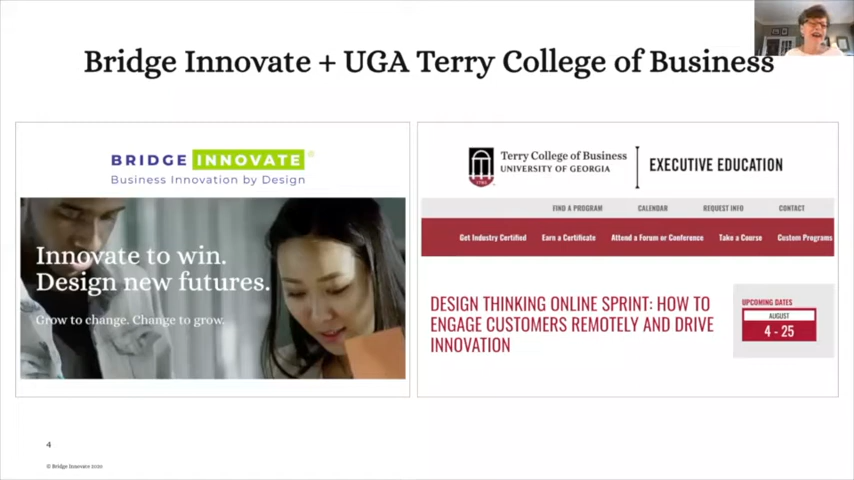 Bridge Innovate + UGA Terry College of Business
BRIDGE INNOVATE®
Business Innovation by Design
Innovate to win.
Design new futures.
Grow to change. Change to grow.
Terry College of Business
UNIVERSITY OF GEORGIA
EXECUTIVE EDUCATION
1785
FIND A PROGRAM CALENDAR REQUEST INFO CONTACT
Get Industry Certified Earn a Certificate Attend a Forum or Conference Take a Course Custom Programs
DESIGN THINKING ONLINE SPRINT: HOW TO
ENGAGE CUSTOMERS REMOTELY AND DRIVE
INNOVATION
UPCOMING DATES
AUGUST
4 - 25
4
© Bridge Innovate 2020